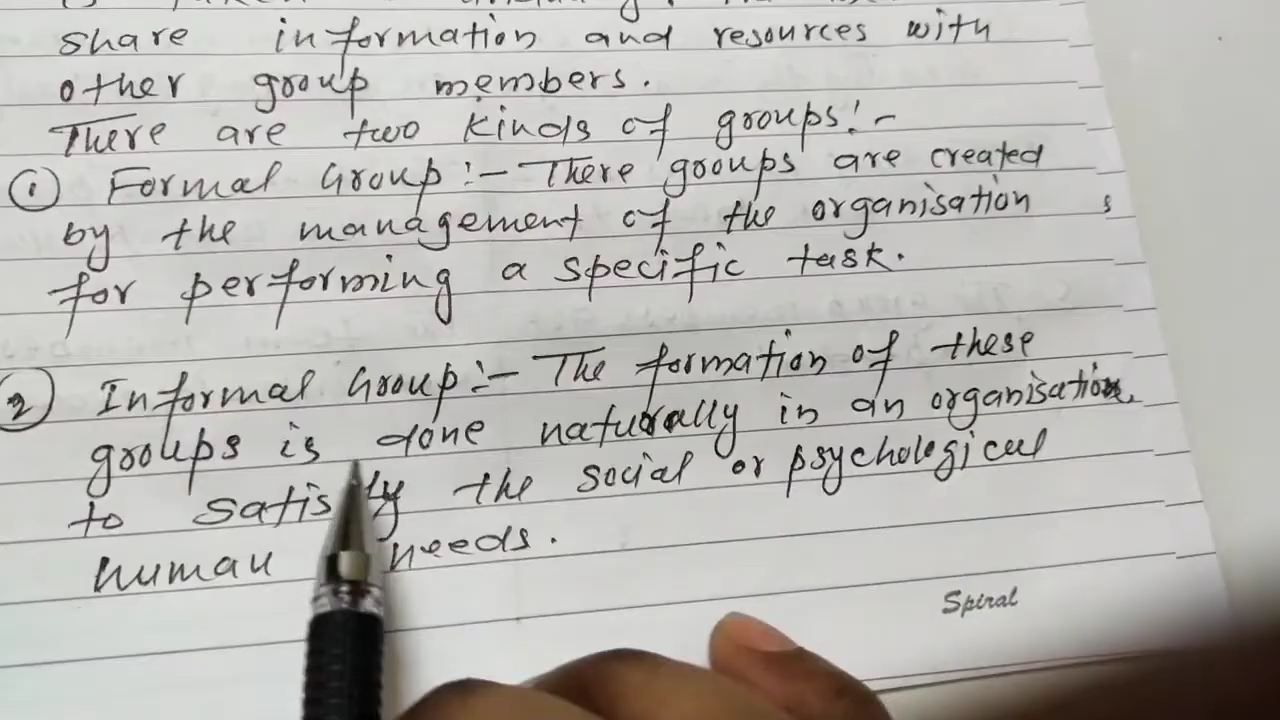 share information and resources with
other group members.
There are two kinds of groups:-
① Formal Group:- There groups are created
by the management of the organisation
for performing a specific task.
② Informal Group:- The formation of these
groups is done naturally in an organisation.
to satisfy the social or psychological
human needs.
Spiral